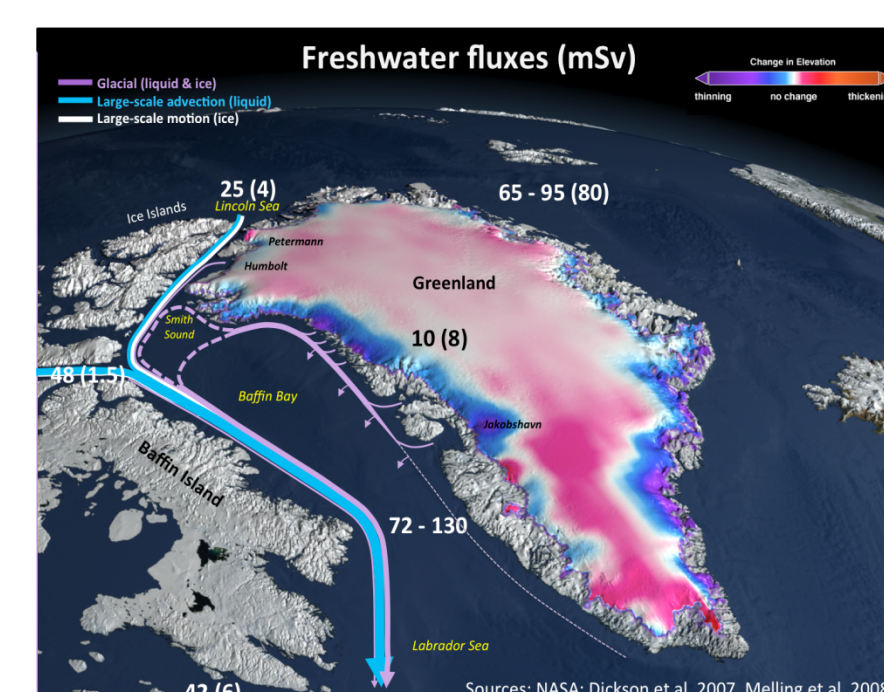 Freshwater fluxes (mSv)
Change in Elevation
thinning no change
Glacial (liquid & ice)
Large-scale advection (liquid)
Large-scale motion (ice)
25 (4)
65 - 95 (80)
Lincoln Sea
Ice Islands
Petermann
Humbolt
Greenland
Smith
Sound
10 (8)
48 (1.5)
Baffin Bay
Jakobshavn
Baffin Island
72 - 130
Labrador Sea
42 (6)
Sources: NASA; Dickson et al. 2007, Melling et al. 2008